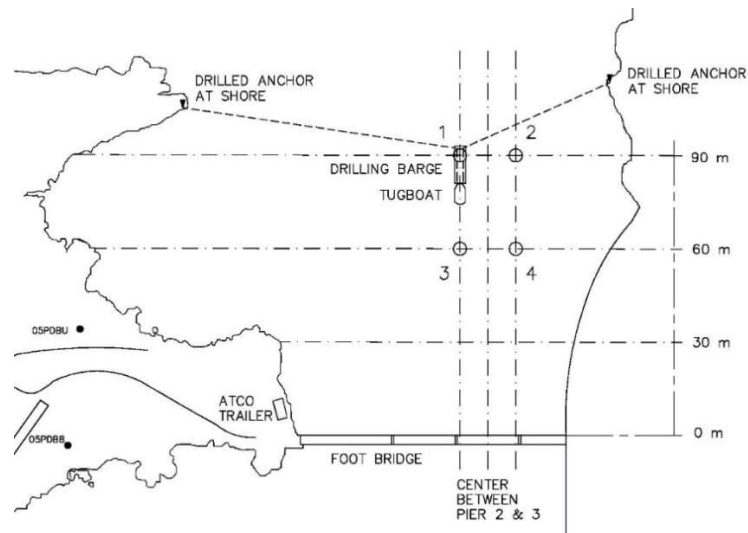 DRILLED ANCHOR
AT SHORE
DRILLED ANCHOR
AT SHORE
1
2
DRILLING BARGE
90 m
TUGBOAT
60 m
3
4
05PDBU
30 m
ATCO
TRAILER
05PDBB
0 m
FOOT BRIDGE
CENTER
BETWEEN
PIER 2 & 3